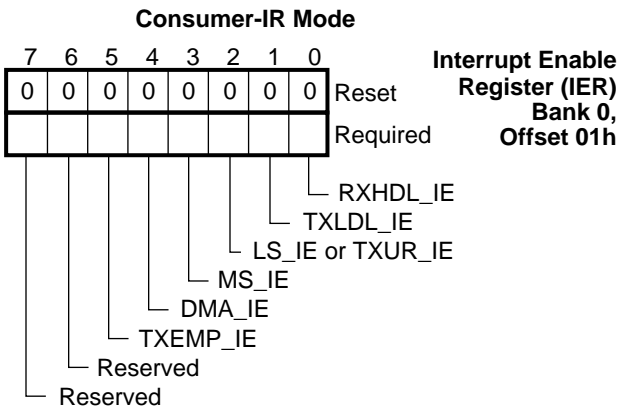 Consumer-IR Mode
7 6 5 4 3 2 1 0
Interrupt Enable
Register (IER)
Bank 0,
Offset 01h
0 0 0 0 0 0 0 0 Reset
Required
RXHDL_IE
TXLDL_IE
LS_IE or TXUR_IE
MS_IE
DMA_IE
TXEMP_IE
Reserved
Reserved